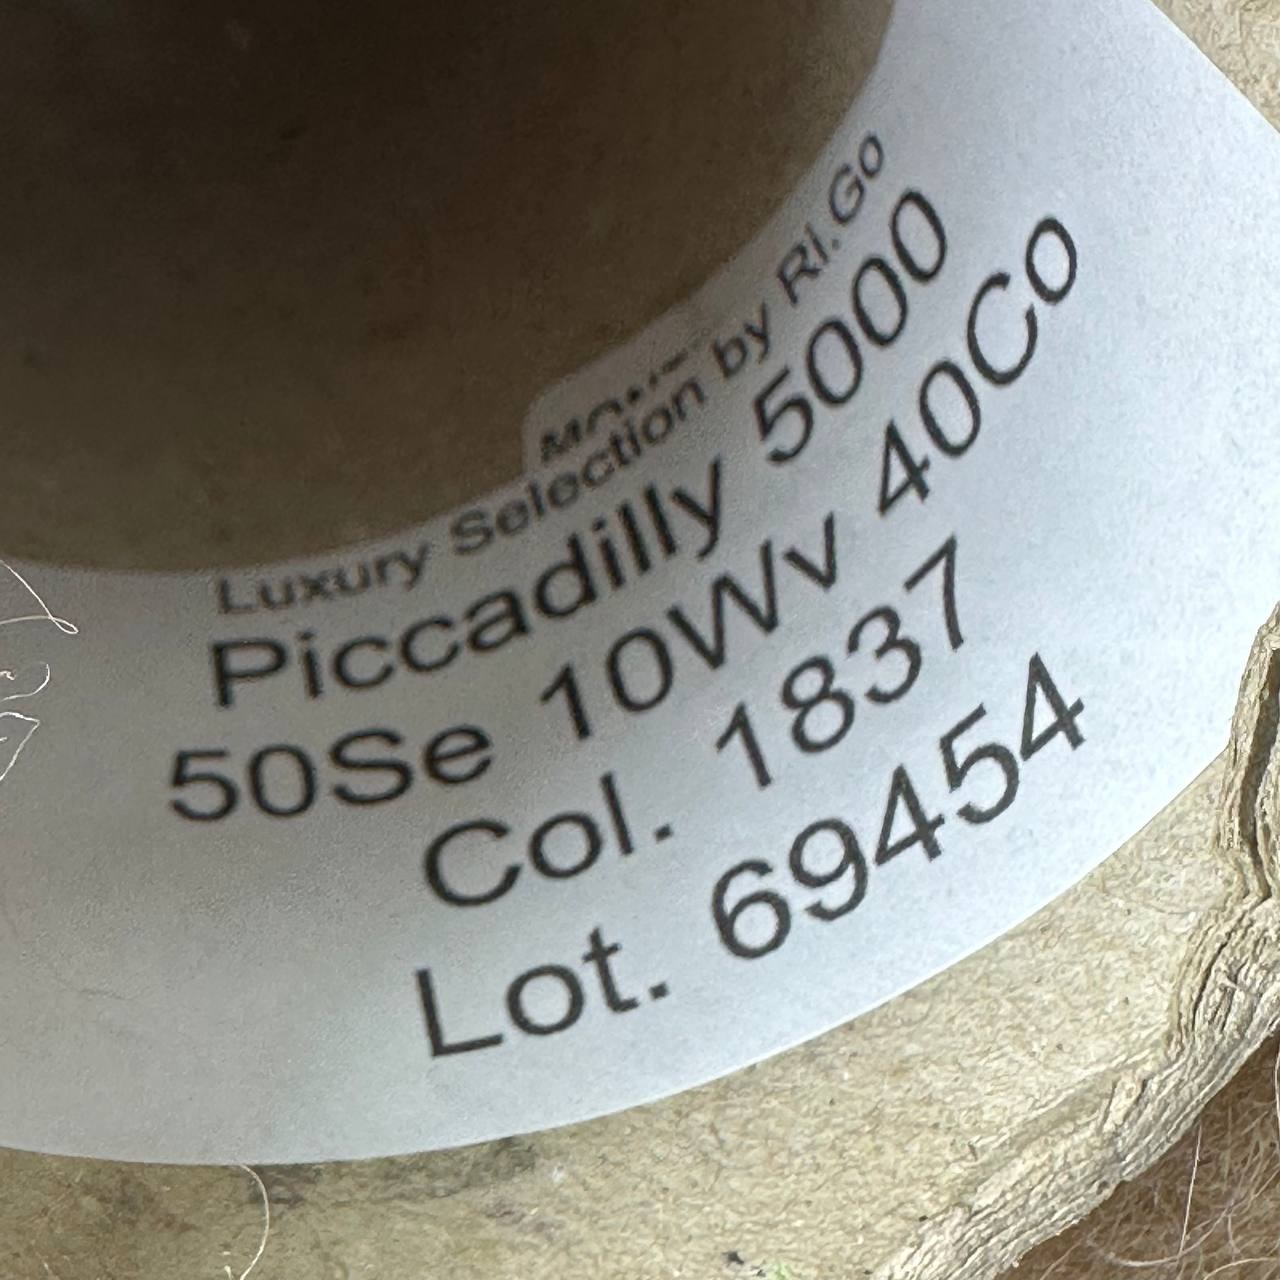 Luxury Selection by RI.GO
Piccadilly 5000
50Se 10Wv 40Co
Col. 1837
Lot. 69454